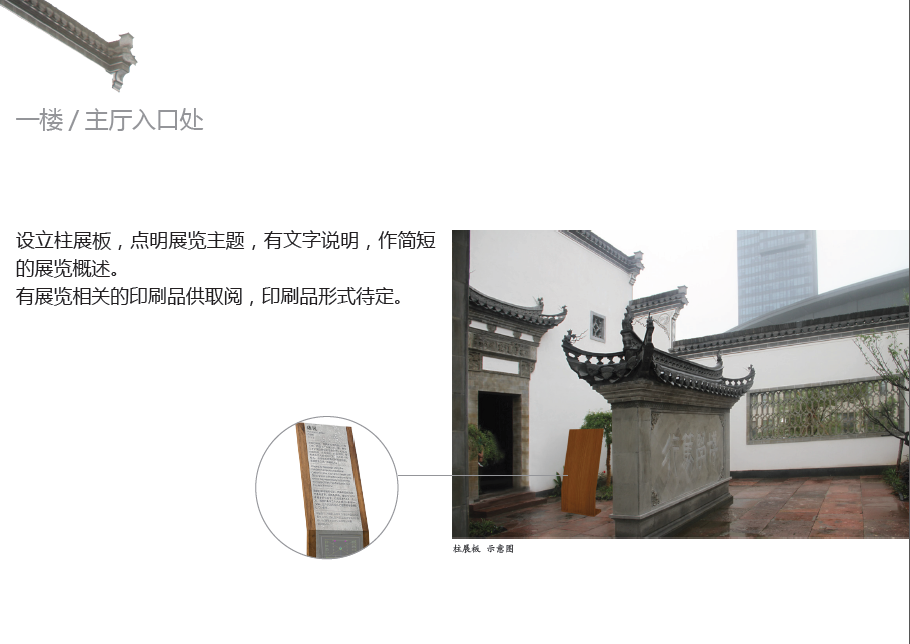 一楼 / 主厅入口处
设立柱展板，点明展览主题，有文字说明，作简短
的展览概述。
有展览相关的印刷品供取阅，印刷品形式待定。
柱展板 示意图